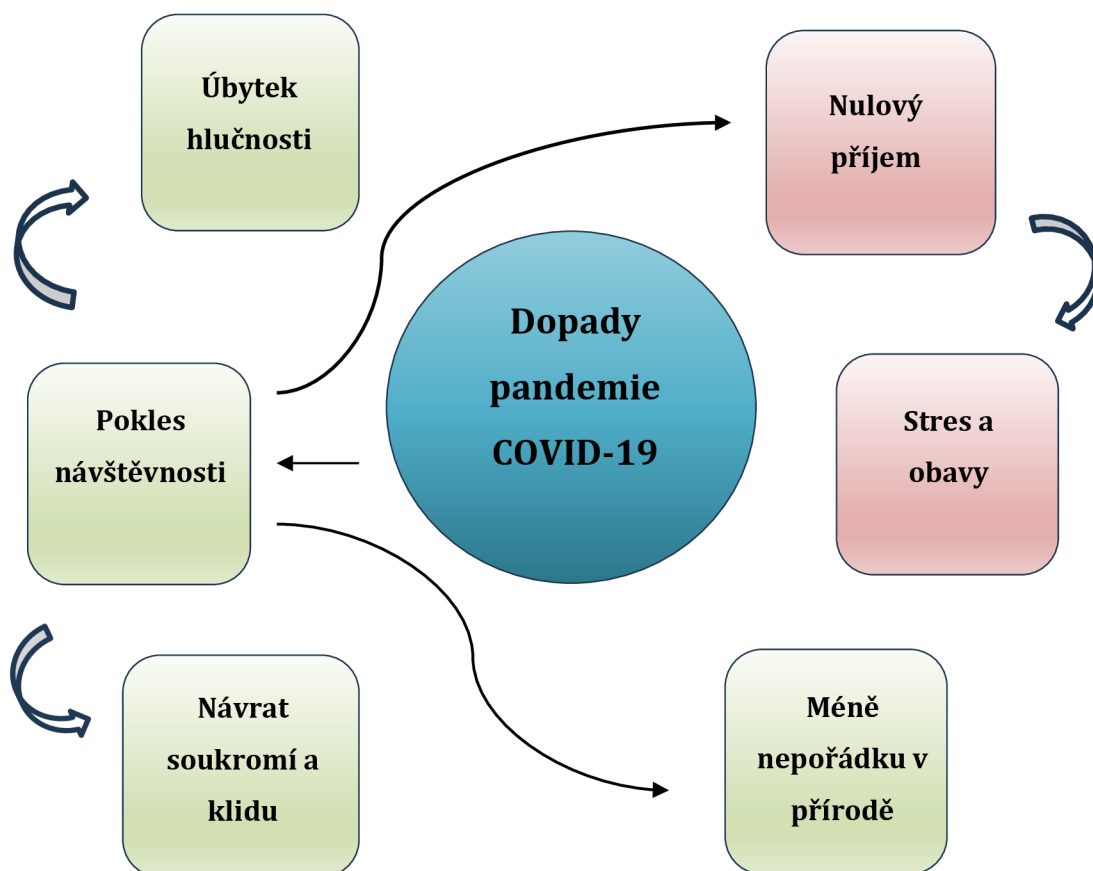 Úbytek
hlučnosti
Nulový
příjem
Dopady
pandemie
COVID-19
Pokles
návštěvnosti
Stres a
obavy
Návrat
soukromí a
klidu
Méně
nepořádku v
přírodě